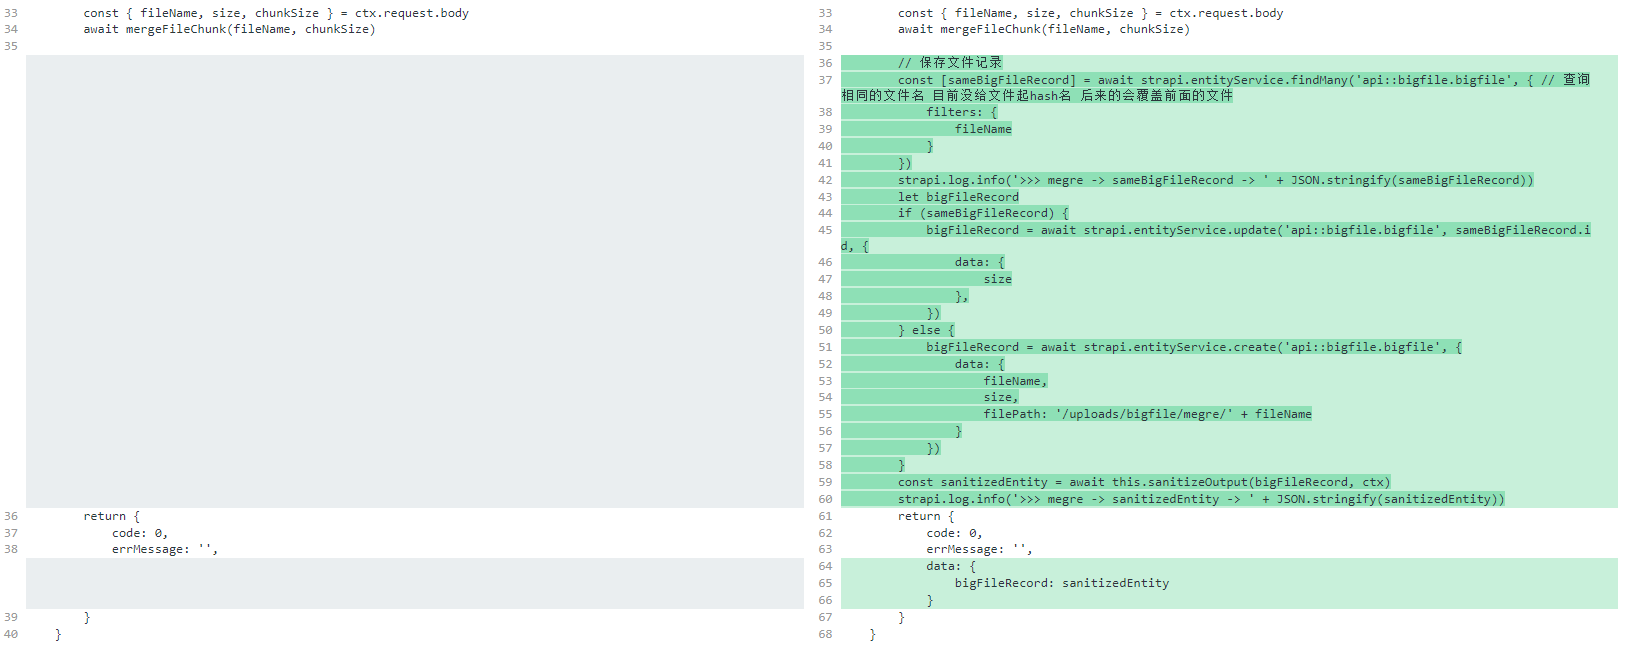 33 const { fileName, size, chunkSize } = ctx.request.body
34 await mergeFileChunk(fileName, chunkSize)
35
36 return {
37 code: 0,
38 errMessage: '',
39 }
40 }
33 const { fileName, size, chunkSize } = ctx.request.body
34 await mergeFileChunk(fileName, chunkSize)
35
36 // 保存文件记录
37 const [sameBigFileRecord] = await strapi.entityService.findMany('api::bigfile.bigfile', { // 查询
相同的文件名 目前没给文件起hash名 后来的会覆盖前面的文件
38 filters: {
39 fileName
40 }
41 })
42 strapi.log.info('>>> megre -> sameBigFileRecord -> ' + JSON.stringify(sameBigFileRecord))
43 let bigFileRecord
44 if (sameBigFileRecord) {
45 bigFileRecord = await strapi.entityService.update('api::bigfile.bigfile', sameBigFileRecord.i
d, {
46 data: {
47 size
48 },
49 })
50 } else {
51 bigFileRecord = await strapi.entityService.create('api::bigfile.bigfile', {
52 data: {
53 fileName,
54 size,
55 filePath: '/uploads/bigfile/megre/' + fileName
56 }
57 })
58 }
59 const sanitizedEntity = await this.sanitizeOutput(bigFileRecord, ctx)
60 strapi.log.info('>>> megre -> sanitizedEntity -> ' + JSON.stringify(sanitizedEntity))
61 return {
62 code: 0,
63 errMessage: '',
64 data: {
65 bigFileRecord: sanitizedEntity
66 }
67 }
68 }